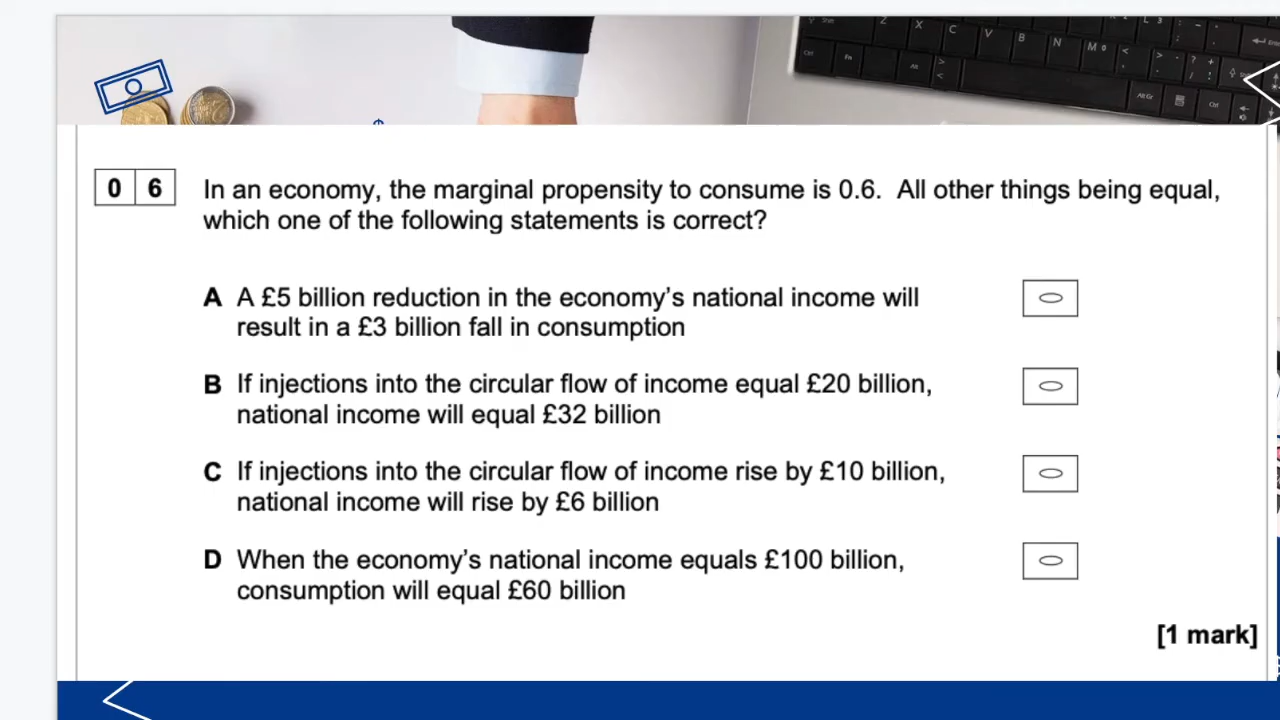 0 6 In an economy, the marginal propensity to consume is 0.6. All other things being equal,
which one of the following statements is correct?
A A £5 billion reduction in the economy's national income will
result in a £3 billion fall in consumption
B If injections into the circular flow of income equal £20 billion,
national income will equal £32 billion
C If injections into the circular flow of income rise by £10 billion,
national income will rise by £6 billion
D When the economy's national income equals £100 billion,
consumption will equal £60 billion
[1 mark]